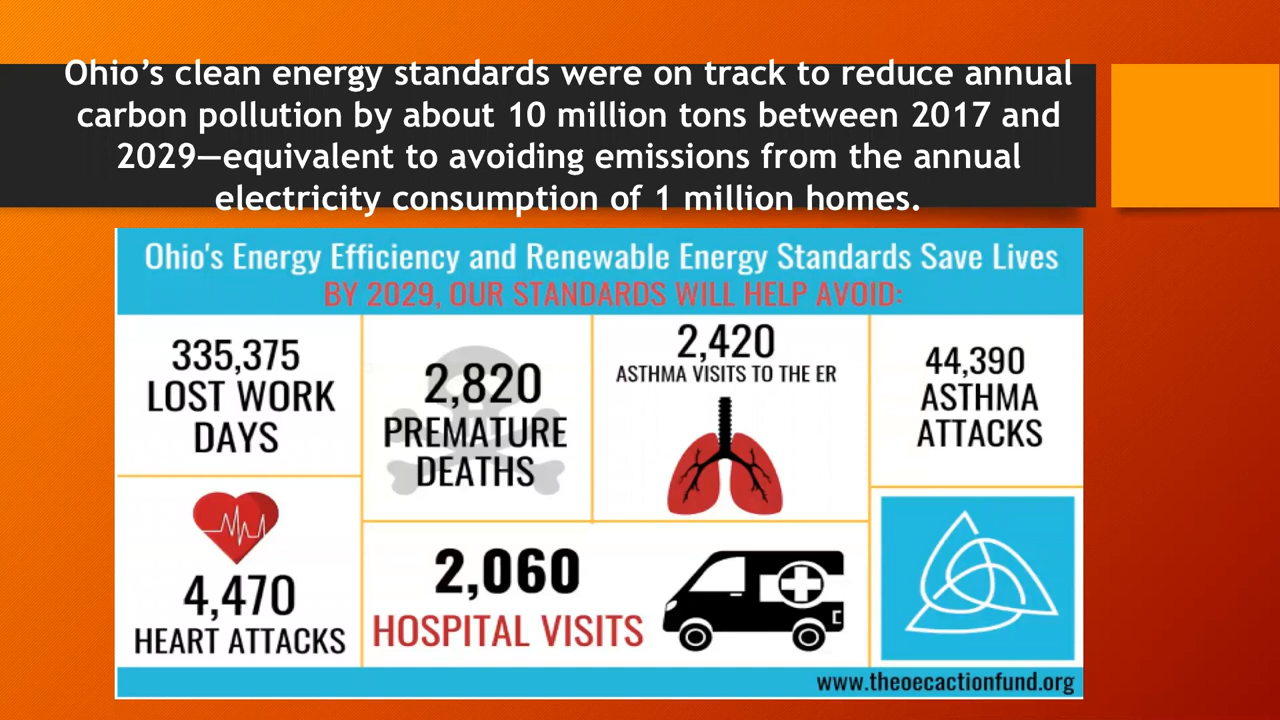 Ohio’s clean energy standards were on track to reduce annual
carbon pollution by about 10 million tons between 2017 and
2029—equivalent to avoiding emissions from the annual
electricity consumption of 1 million homes.
Ohio's Energy Efficiency and Renewable Energy Standards Save Lives
BY 2029, OUR STANDARDS WILL HELP AVOID:
335,375
LOST WORK
DAYS
2,820
PREMATURE
DEATHS
2,420
ASTHMA VISITS TO THE ER
44,390
ASTHMA
ATTACKS
4,470
HEART ATTACKS
2,060
HOSPITAL VISITS
www.theoecactionfund.org